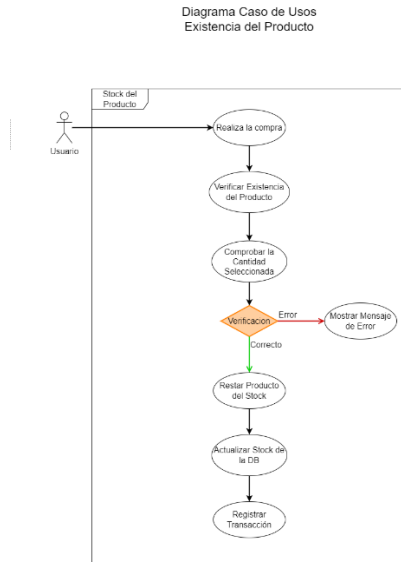 Diagrama Caso de Usos
Existencia del Producto
Stock del
Producto
Usuario
Realiza la compra
Verificar Existencia
del Producto
Comprobar la
Cantidad
Seleccionada
Verificacion
Error
Mostrar Mensaje
de Error
Correcto
Restar Producto
del Stock
Actualizar Stock de
la DB
Registrar
Transacción